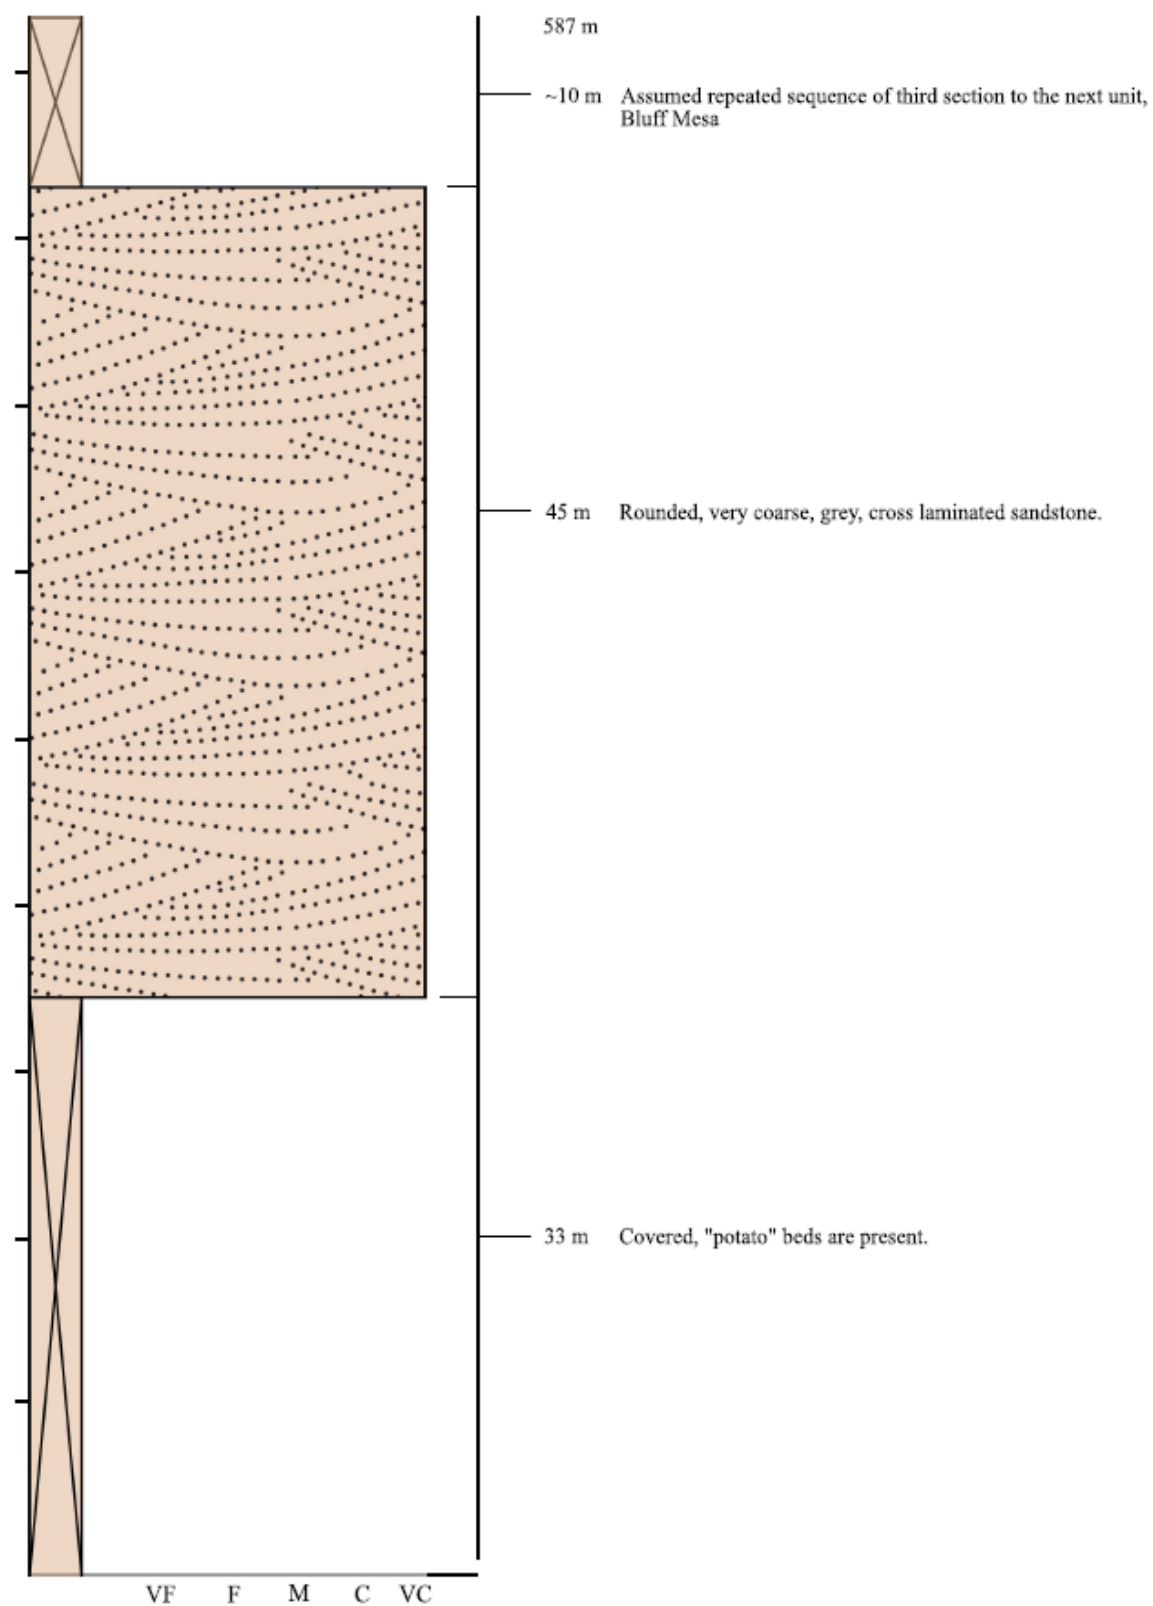 587 m
~10 m Assumed repeated sequence of third section to the next unit,
Bluff Mesa
45 m Rounded, very coarse, grey, cross laminated sandstone.
33 m Covered, "potato" beds are present.
VF F M C VC